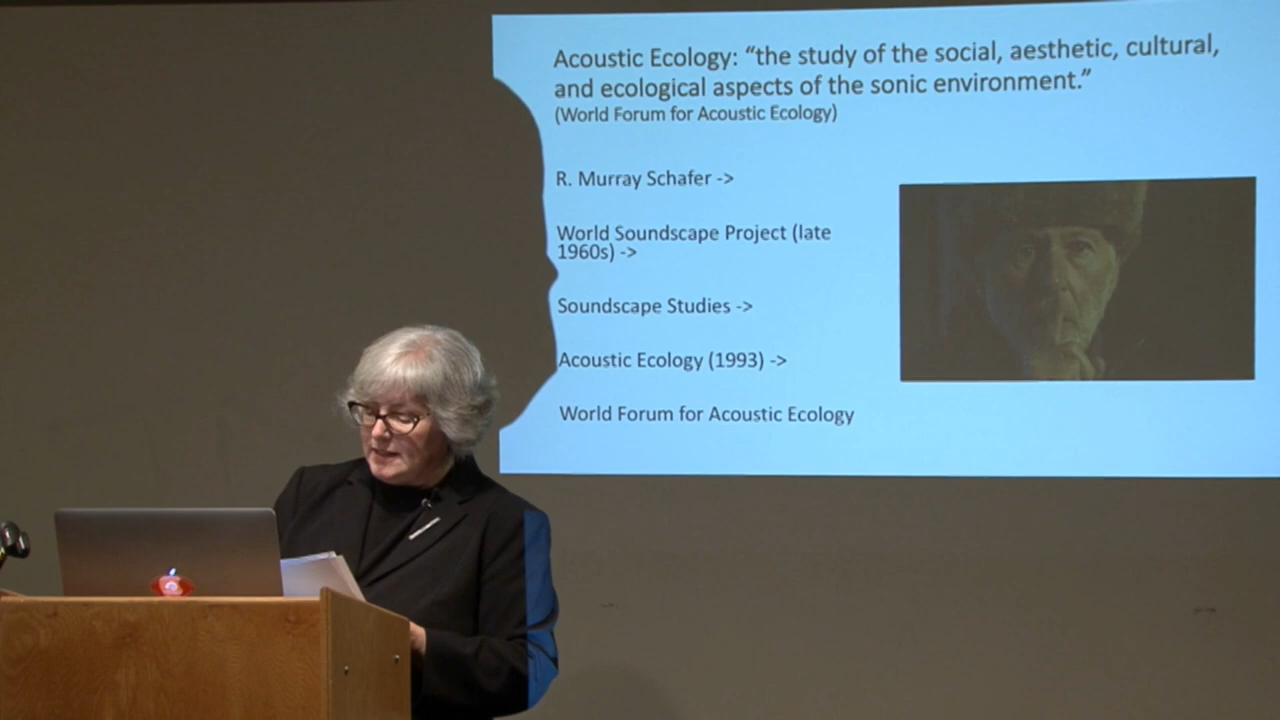 Acoustic Ecology: “the study of the social, aesthetic, cultural,
and ecological aspects of the sonic environment.”
(World Forum for Acoustic Ecology)
R. Murray Schafer ->
World Soundscape Project (late
1960s) ->
Soundscape Studies ->
Acoustic Ecology (1993) ->
World Forum for Acoustic Ecology